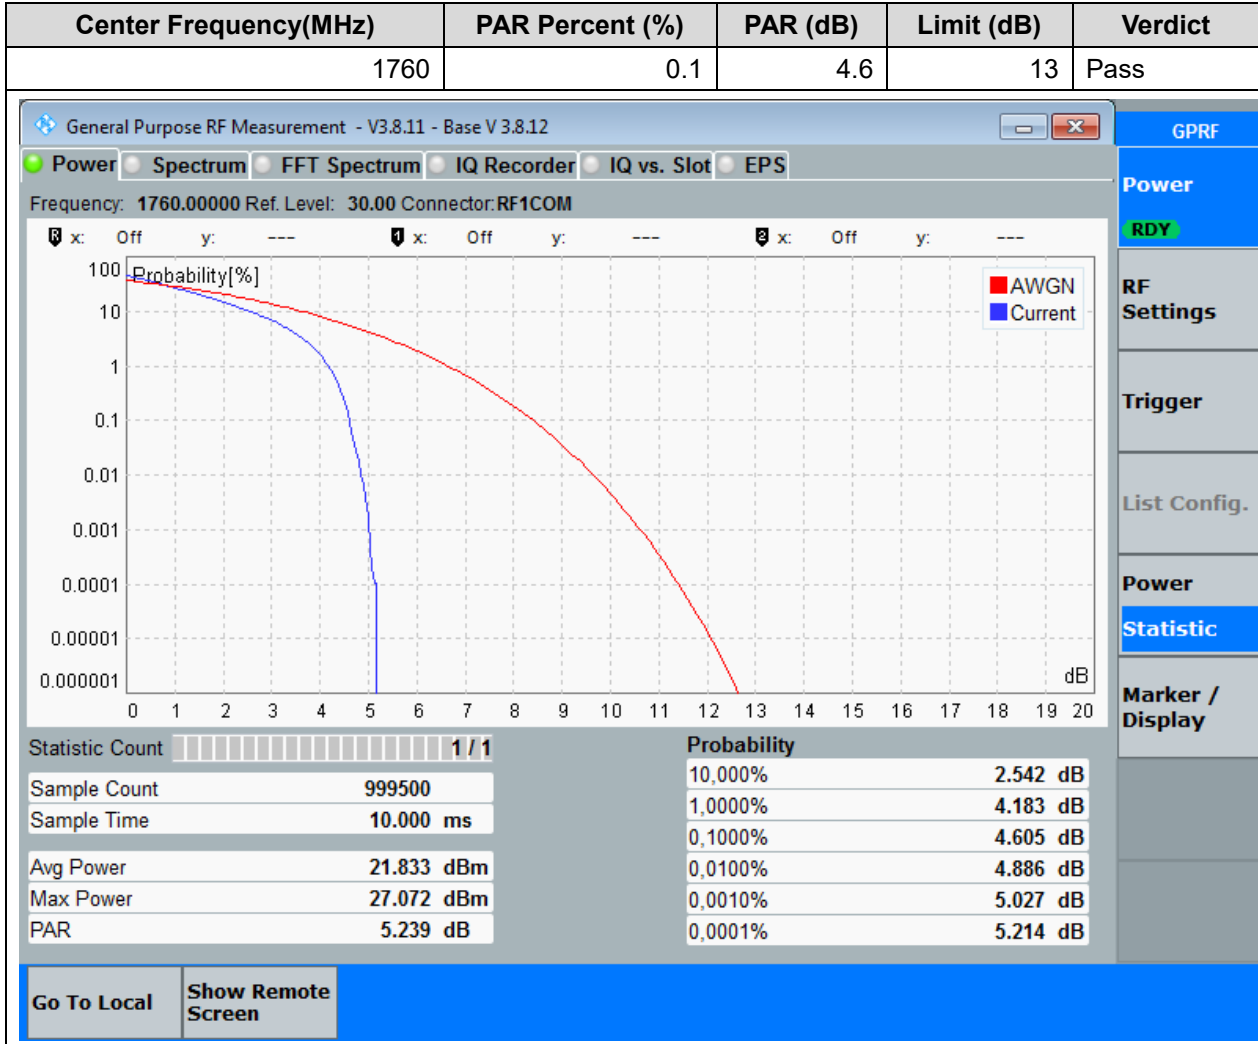 Center Frequency(MHz) PAR Percent (%) PAR (dB) Limit (dB) Verdict
1760 0.1 4.6 13 Pass
General Purpose RF Measurement - V3.8.11 - Base V 3.8.12
GPRF
Power Spectrum FFT Spectrum IQ Recorder IQ vs. Slot EPS
Frequency: 1760.00000 Ref. Level: 30.00 Connector: RF1COM
R x: Off y: --- 1 x: Off y: --- 2 x: Off y: ---
Probability[%]
AWGN
Current
100
10
1
0.1
0.01
0.001
0.0001
0.00001
0.000001
dB
0 1 2 3 4 5 6 7 8 9 10 11 12 13 14 15 16 17 18 19 20
Statistic Count 1 / 1
Sample Count 999500
Sample Time 10.000 ms
Avg Power 21.833 dBm
Max Power 27.072 dBm
PAR 5.239 dB
Probability
10,000% 2.542 dB
1,0000% 4.183 dB
0,1000% 4.605 dB
0,0100% 4.886 dB
0,0010% 5.027 dB
0,0001% 5.214 dB
Power
RDY
RF
Settings
Trigger
List Config.
Power
Statistic
Marker /
Display
Go To Local
Show Remote
Screen